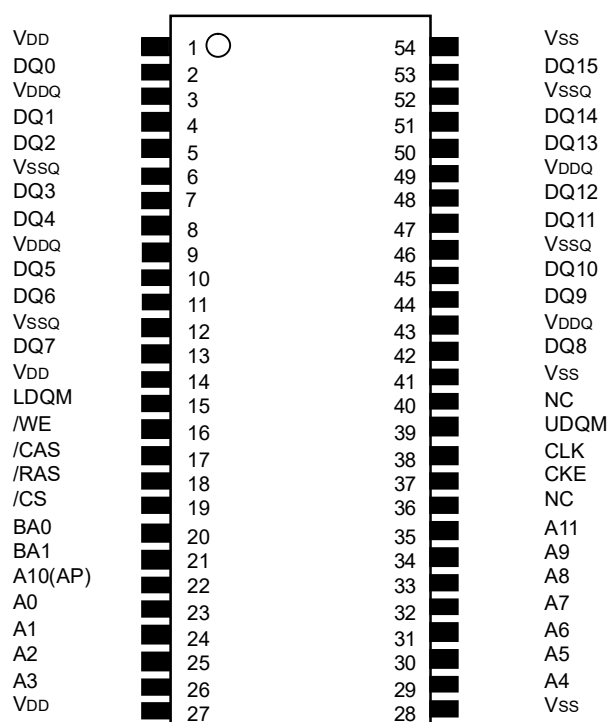 VDD 1 54 VSS
DQ0 2 53 DQ15
VDDQ 3 52 VSSQ
DQ1 4 51 DQ14
DQ2 5 50 DQ13
VSSQ 6 49 VDDQ
DQ3 7 48 DQ12
DQ4 8 47 DQ11
VDDQ 9 46 VSSQ
DQ5 10 45 DQ10
DQ6 11 44 DQ9
VSSQ 12 43 VDDQ
DQ7 13 42 DQ8
VDD 14 41 VSS
LDQM 15 40 NC
/WE 16 39 UDQM
/CAS 17 38 CLK
/RAS 18 37 CKE
/CS 19 36 NC
BA0 20 35 A11
BA1 21 34 A9
A10(AP) 22 33 A8
A0 23 32 A7
A1 24 31 A6
A2 25 30 A5
A3 26 29 A4
VDD 27 28 VSS